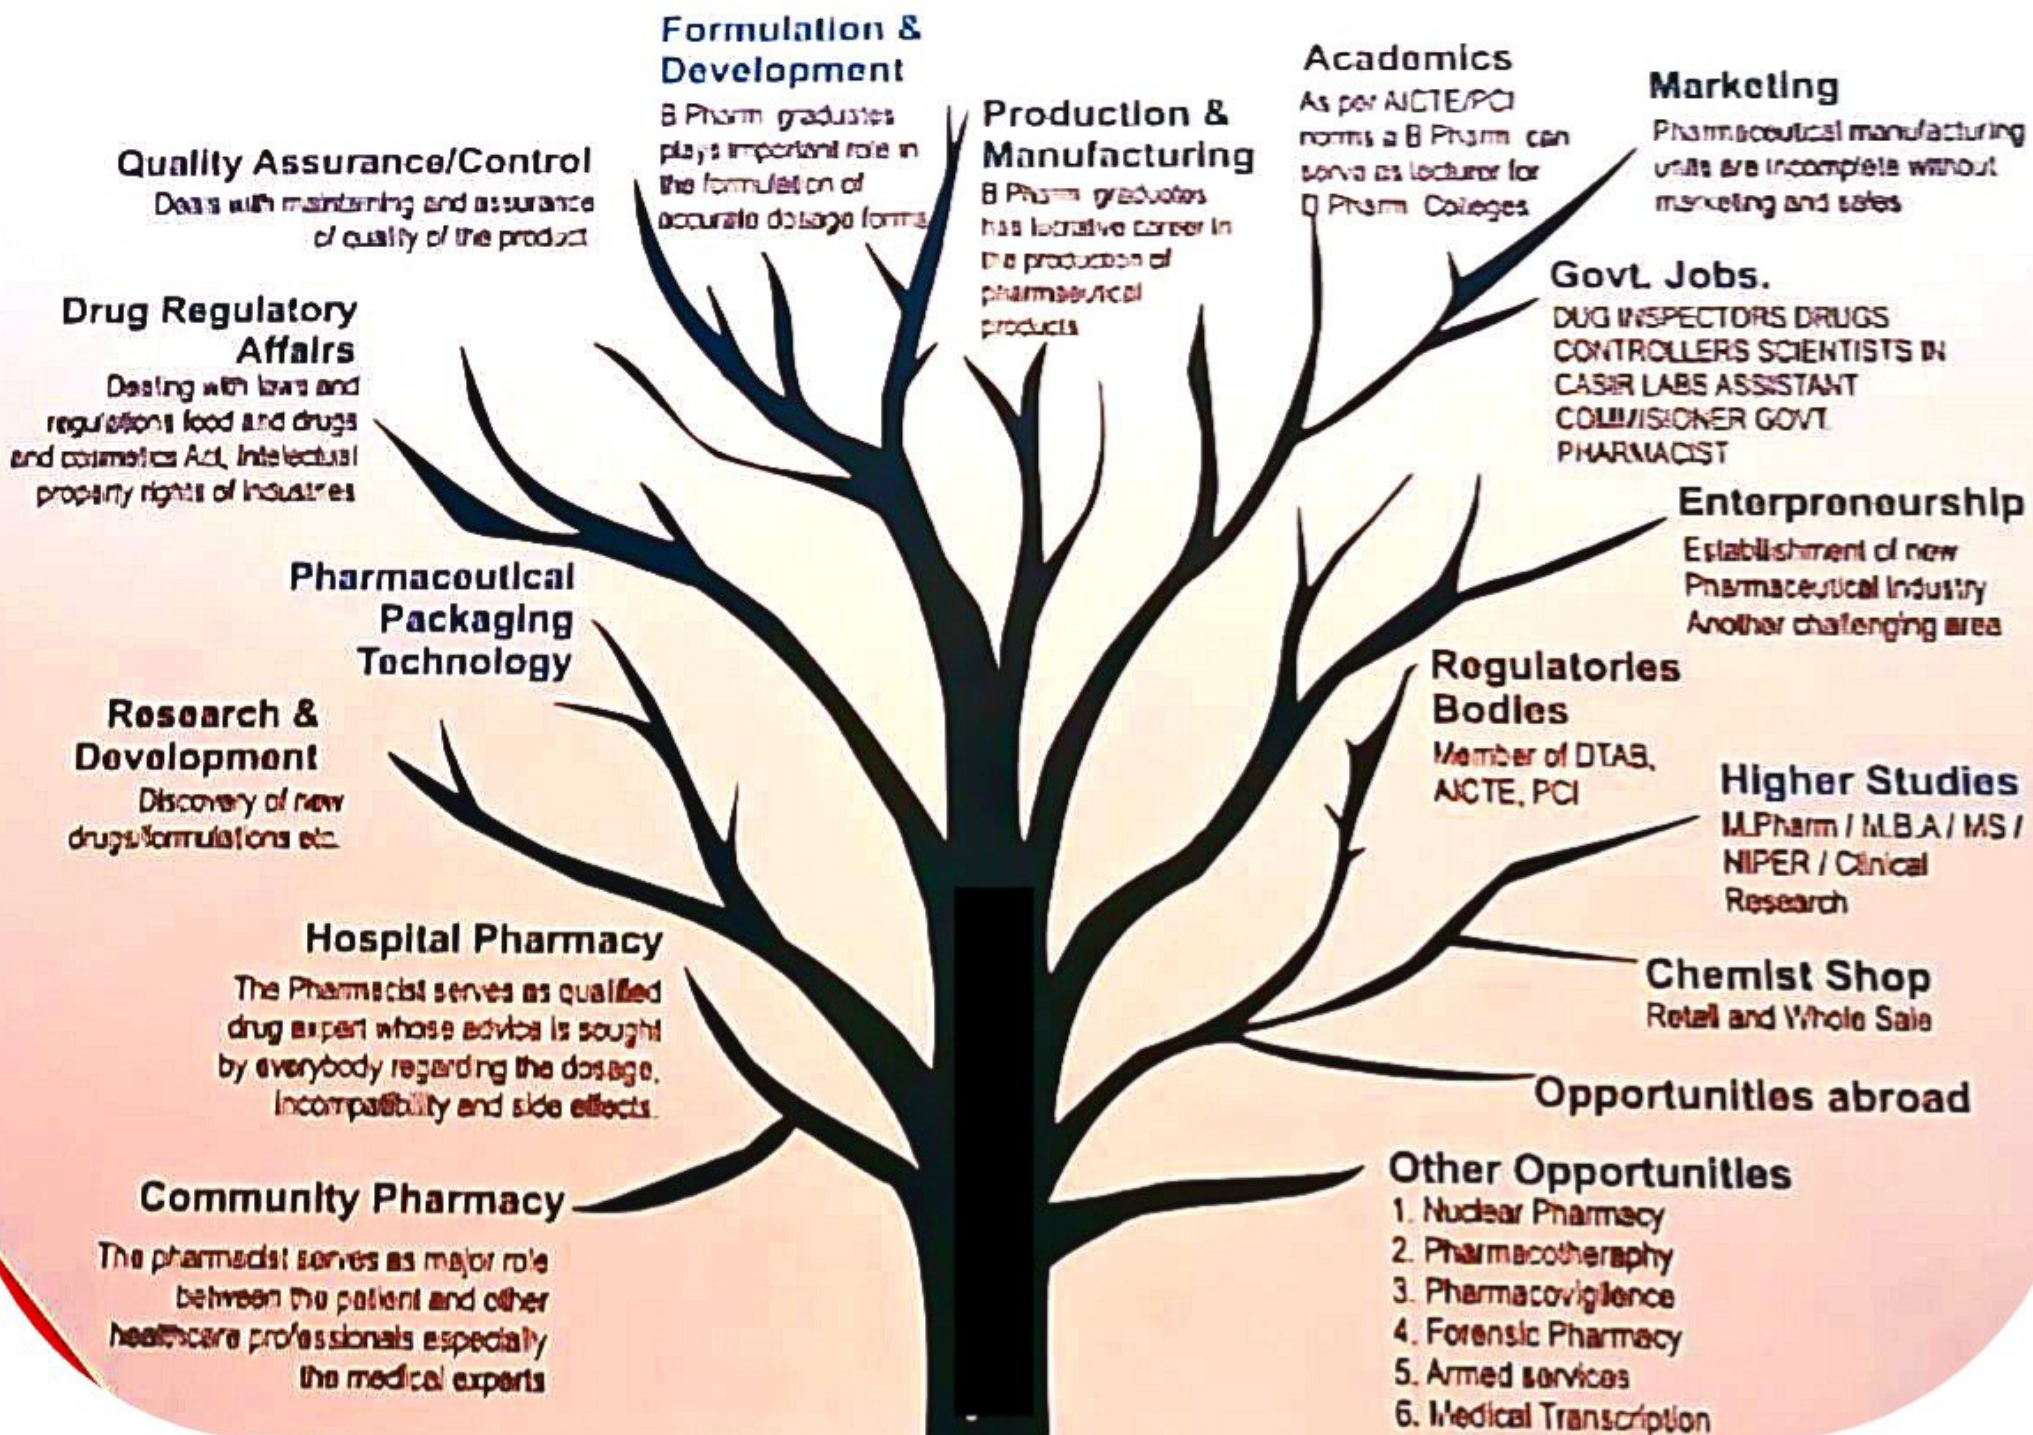 Formulation &
Development
B Pharm graduates
plays important role in
the formulation of
accurate dosage forms
Production &
Manufacturing
B Pharm graduates
has lucrative career in
the production of
pharmaeutical
products
Academics
As per AICTE/PCI
norms a B Pharm can
serve as lecturer for
D Pharm Colleges
Marketing
Pharmaceutical manufacturing
units are incomplete without
marketing and sales
Quality Assurance/Control
Deals with maintaining and assurance
of quality of the product
Govt. Jobs.
DUG INSPECTORS DRUGS
CONTROLLERS SCIENTISTS IN
LABS ASSISTANT
COMMISIONER GOVT.
PHARMACIST
Drug Regulatory
Affairs
Dealing with laws and
regulations food and drugs
and cosmetics Act, Intelectual
property rights of industries
Enterpreneurship
Establishment of new
Pharmaceutical Industry
Another challenging area
Pharmaceutical
Packaging
Technology
Regulatories
Bodies
Member of DTAB,
AICTE, PCI
Research &
Development
Discovery of new
drugs/formulations etc.
Higher Studies
M.Pharm / M.B.A / MS /
NIPER / Clinical
Research
Hospital Pharmacy
The Pharmacist serves as qualified
drug expert whose advice is sought
by everybody regarding the dosage,
incompatibility and side effects.
Chemist Shop
Retail and Whole Sale
Opportunities abroad
Community Pharmacy
The pharmacist serves as major role
between the patient and other
healthcare professionals especially
the medical experts
Other Opportunities
1. Nuclear Pharmacy
2. Pharmacotheraphy
3. Pharmacovigilence
4. Forensic Pharmacy
5. Armed services
6. Medical Transcription